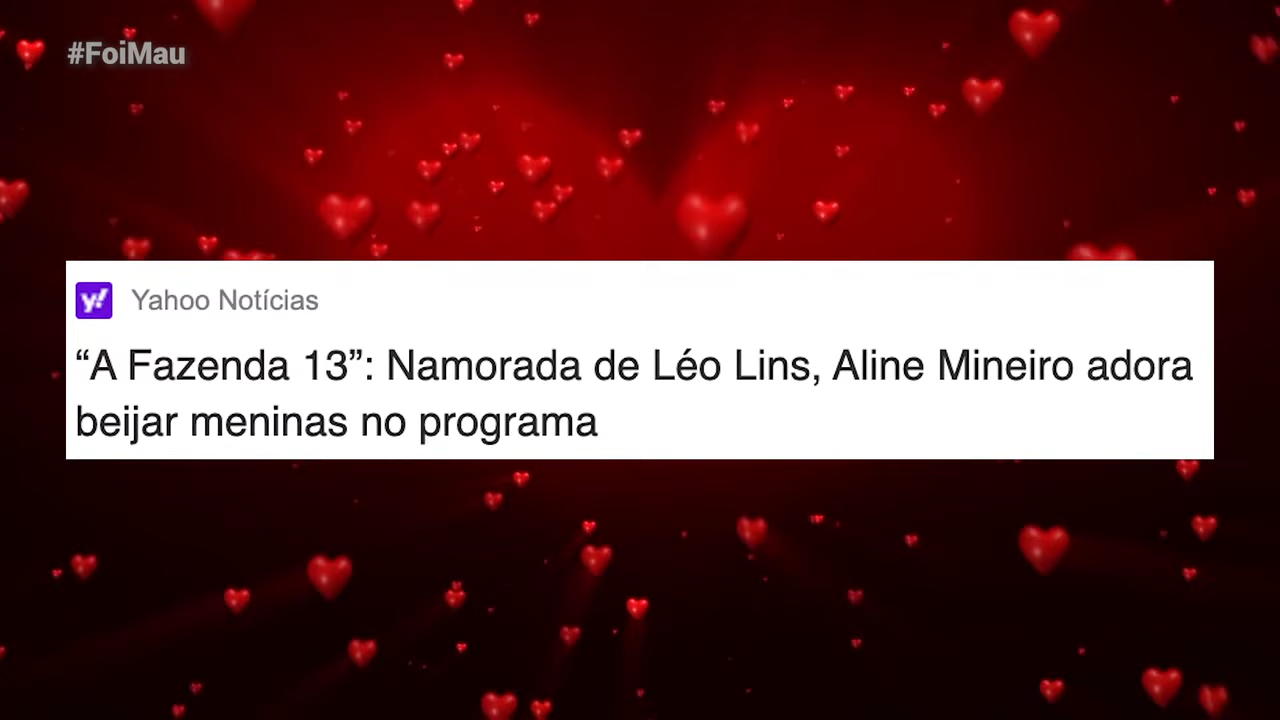 #FoiMau
y!
Yahoo Notícias
“A Fazenda 13”: Namorada de Léo Lins, Aline Mineiro adora
beijar meninas no programa